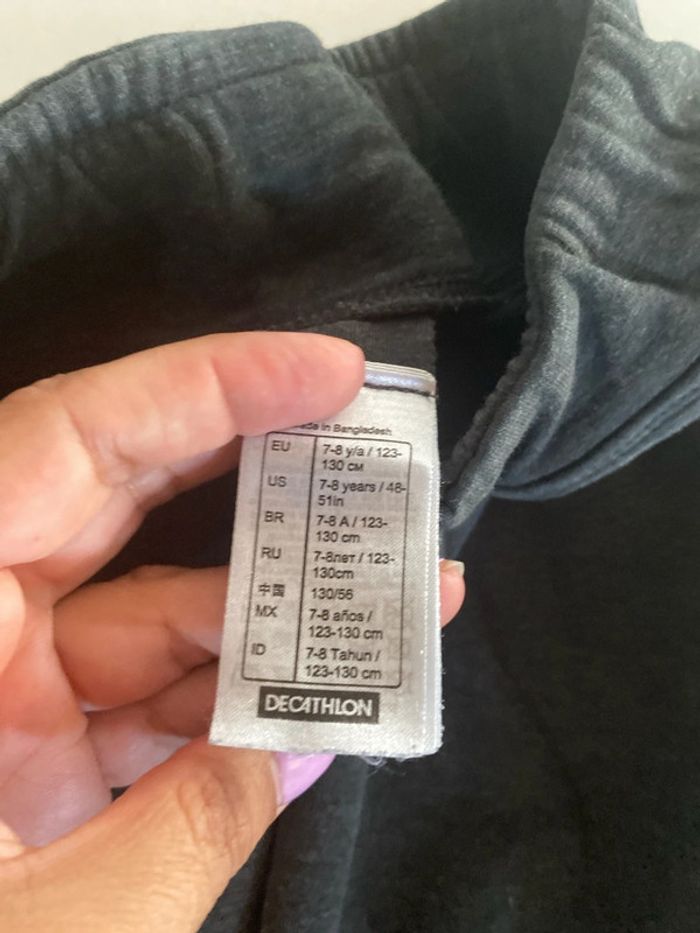 in Bangladesh
EU 7-8 y/a / 123-
130 см
US 7-8 years / 48-
51in
BR 7-8 A / 123-
130 cm
RU 7-8лет / 123-
130cm
中国 130/56
MX 7-8 años /
123-130 cm
ID 7-8 Tahun /
123-130 cm
DECATHLON